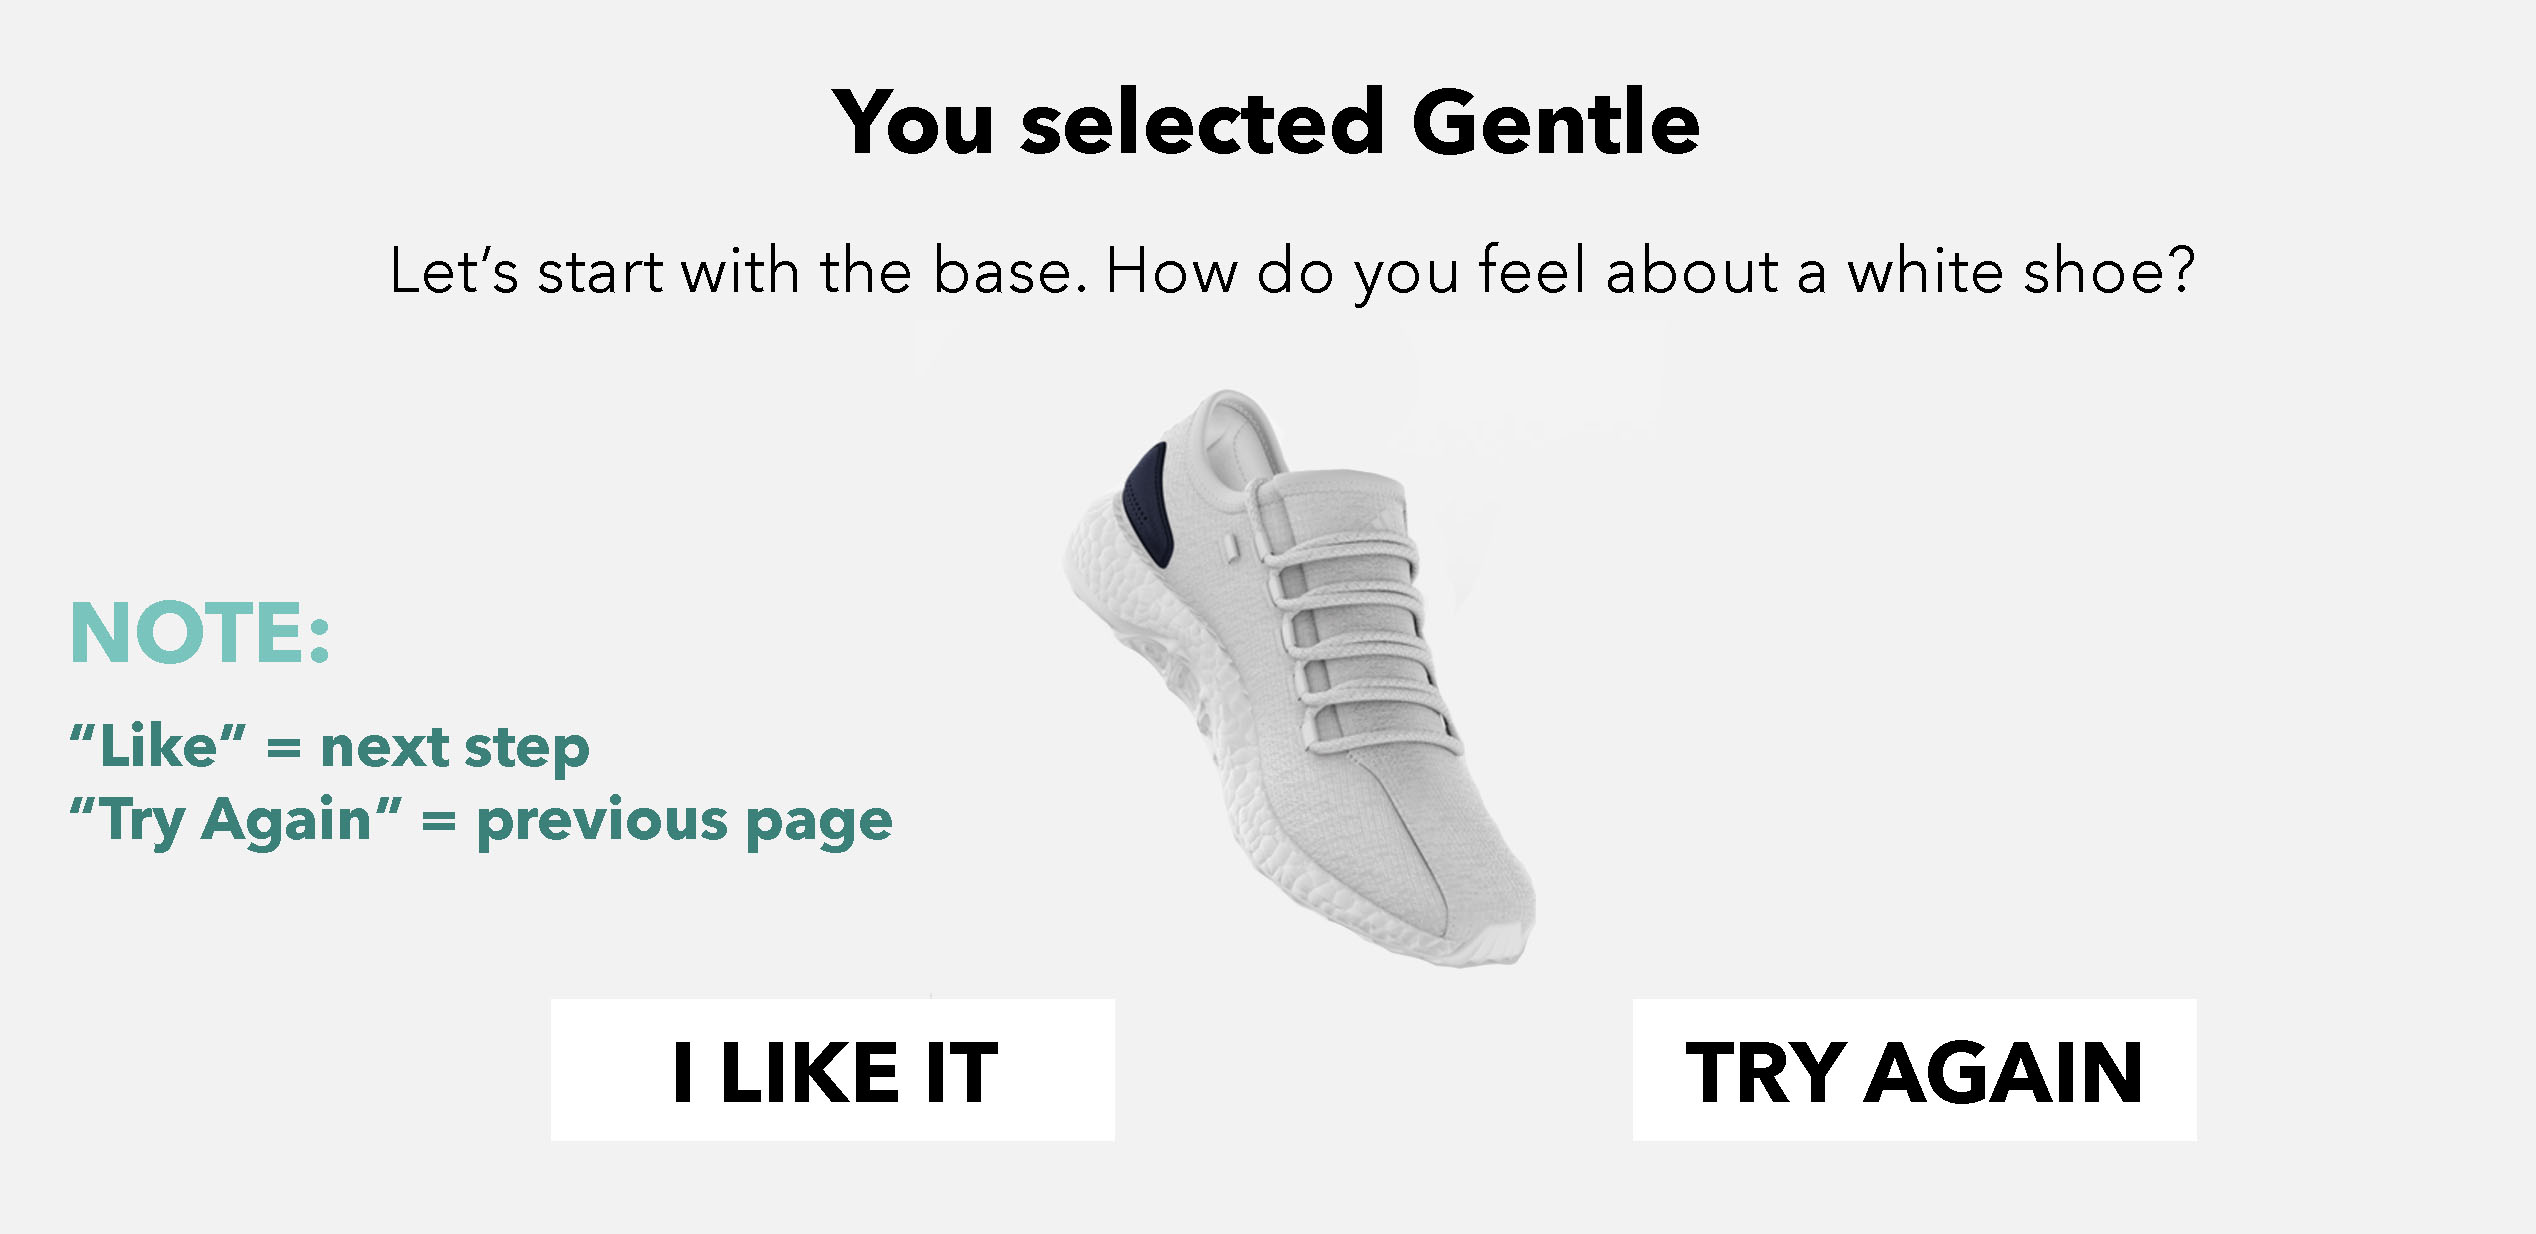 You selected Gentle
Let’s start with the base. How do you feel about a white shoe?
NOTE:
“Like” = next step
“Try Again” = previous page
I LIKE IT
TRY AGAIN